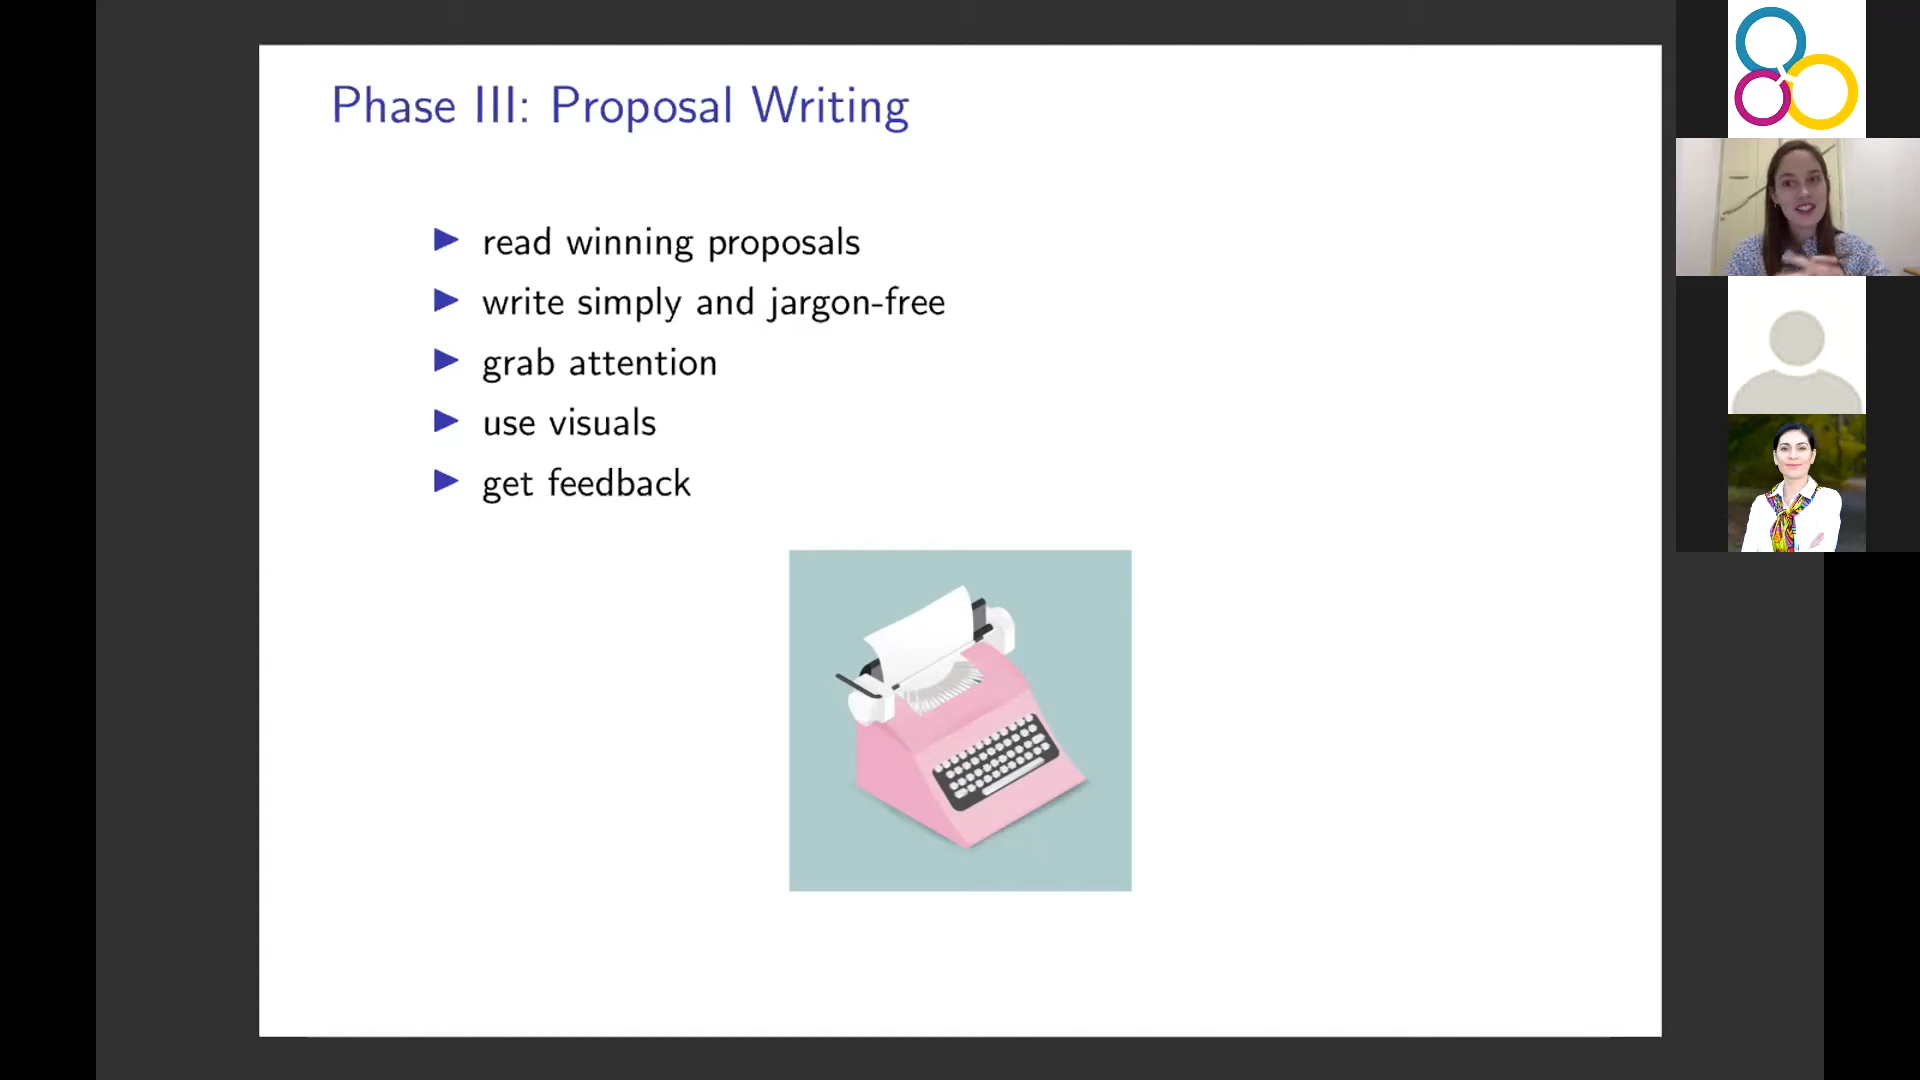 Phase III: Proposal Writing
read winning proposals
write simply and jargon-free
grab attention
use visuals
get feedback